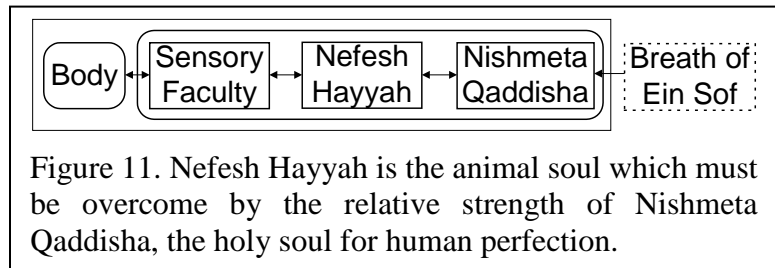 Body
Sensory
Faculty
Nefesh
Hayyah
Nishmeta
Qaddisha
Breath of
Ein Sof
Figure 11. Nefesh Hayyah is the animal soul which must
be overcome by the relative strength of Nishmeta
Qaddisha, the holy soul for human perfection.